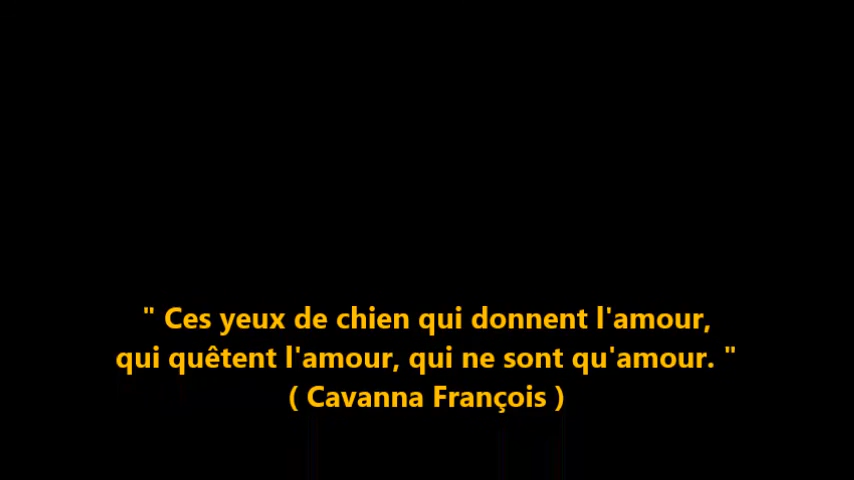 " Ces yeux de chien qui donnent l'amour,
qui quêtent l'amour, qui ne sont qu'amour. "
( Cavanna François )